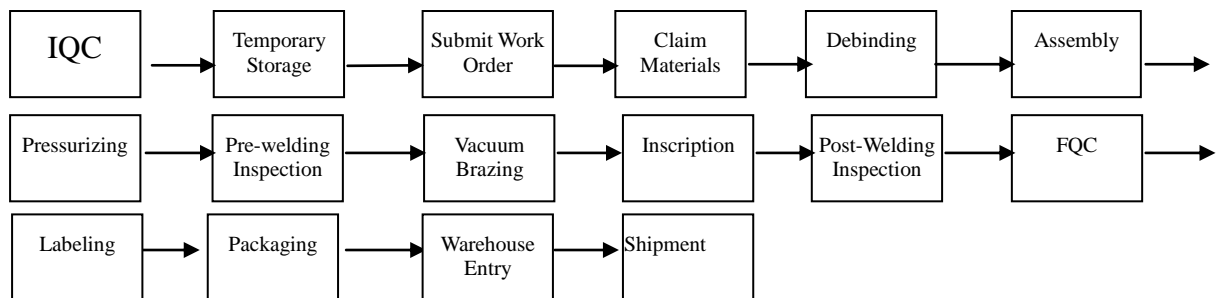 IQC
Temporary
Storage
Submit Work
Order
Claim
Materials
Debinding
Assembly
Pressurizing
Pre-welding
Inspection
Vacuum
Brazing
Inscription
Post-Welding
Inspection
FQC
Labeling
Packaging
Warehouse
Entry
Shipment